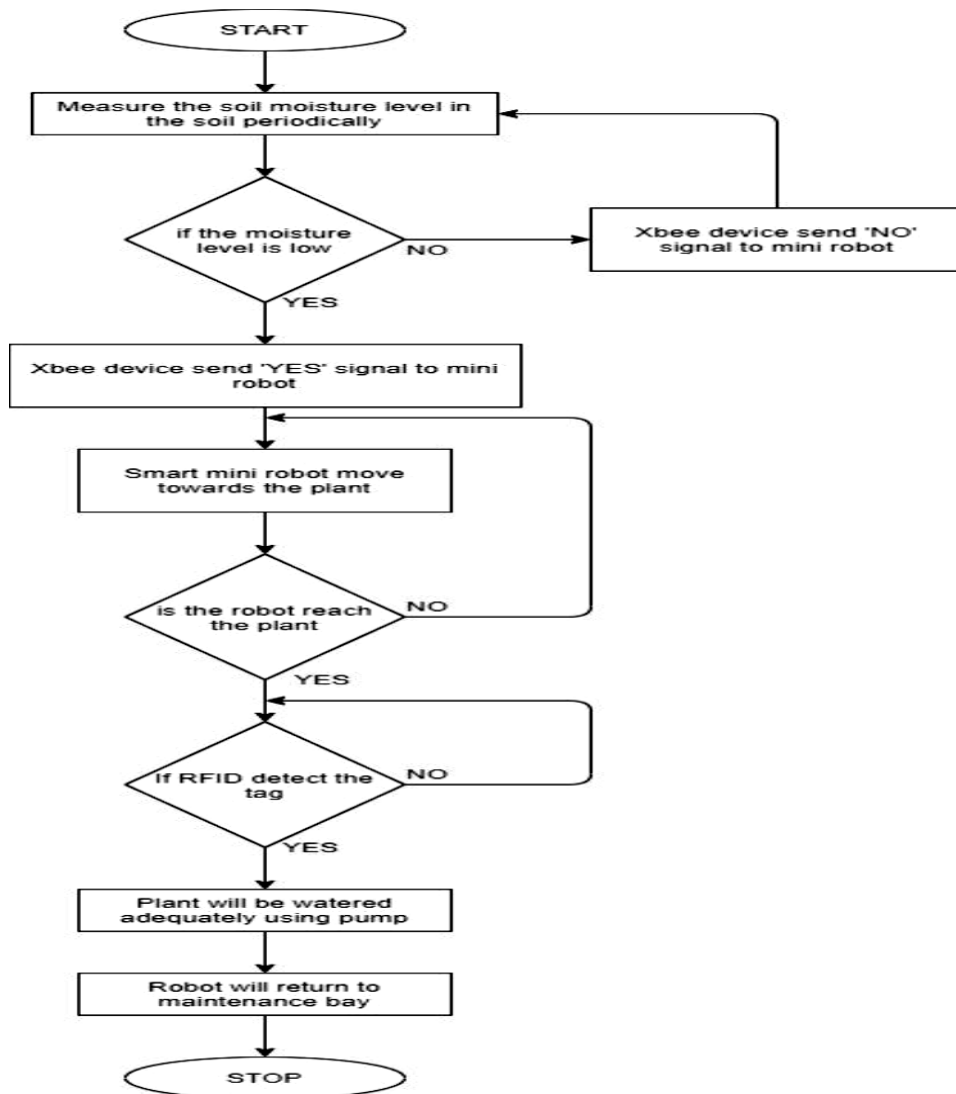 START
Measure the soil moisture level in
the soil periodically
if the moisture
level is low
NO
Xbee device send 'NO'
signal to mini robot
YES
Xbee device send 'YES' signal to mini
robot
Smart mini robot move
towards the plant
is the robot reach
the plant
NO
YES
If RFID detect the
tag
NO
YES
Plant will be watered
adequately using pump
Robot will return to
maintenance bay
STOP